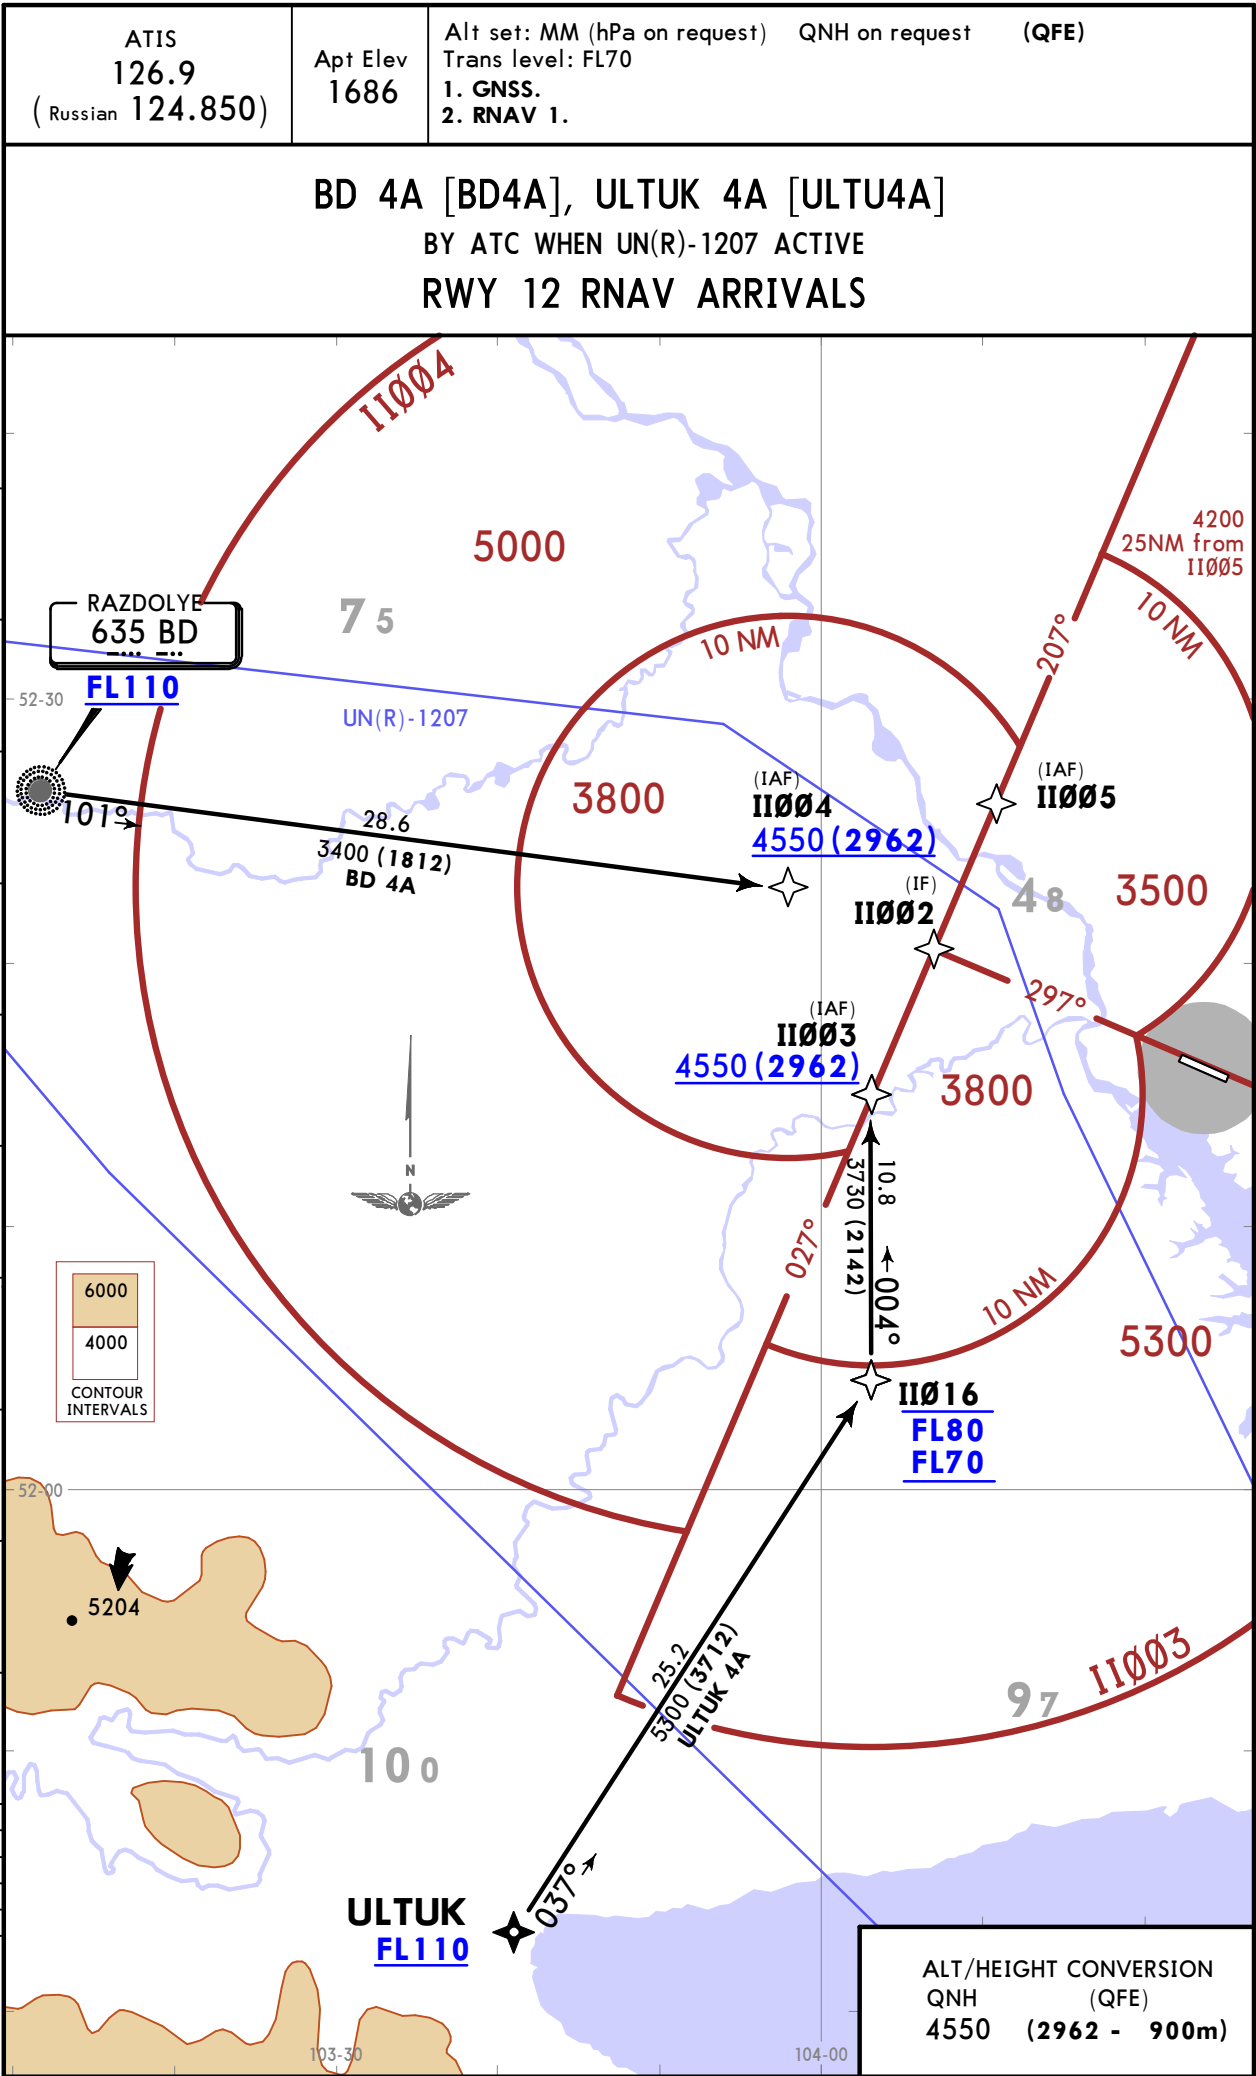 ATIS
126.9
( Russian 124.850)
Apt Elev
1686
Alt set: MM (hPa on request) QNH on request (QFE)
Trans level: FL70
1. GNSS.
2. RNAV 1.
BD 4A [BD4A], ULTUK 4A [ULTU4A]
BY ATC WHEN UN(R)-1207 ACTIVE
RWY 12 RNAV ARRIVALS
IIØØ4
5000
4200
25NM from
IIØØ5
10 NM
RAZDOLYE
635 BD
FL110
75
10 NM
207°
52-30
UN(R)-1207
101°
28.6
3400 (1812)
BD 4A
3800
(IAF)
IIØØ4
4550 (2962)
(IAF)
IIØØ5
(IF)
IIØØ2
48
3500
297°
(IAF)
IIØØ3
4550 (2962)
3800
N
10.8
3730 (2142)
004°
027°
10 NM
5300
6000
4000
CONTOUR
INTERVALS
IIØ16
FL80
FL70
52-00
5204
25.2
5300 (3712)
ULTUK 4A
IIØØ3
97
100
037°
ULTUK
FL110
103-30
104-00
ALT/HEIGHT CONVERSION
QNH (QFE)
4550 (2962 - 900m)